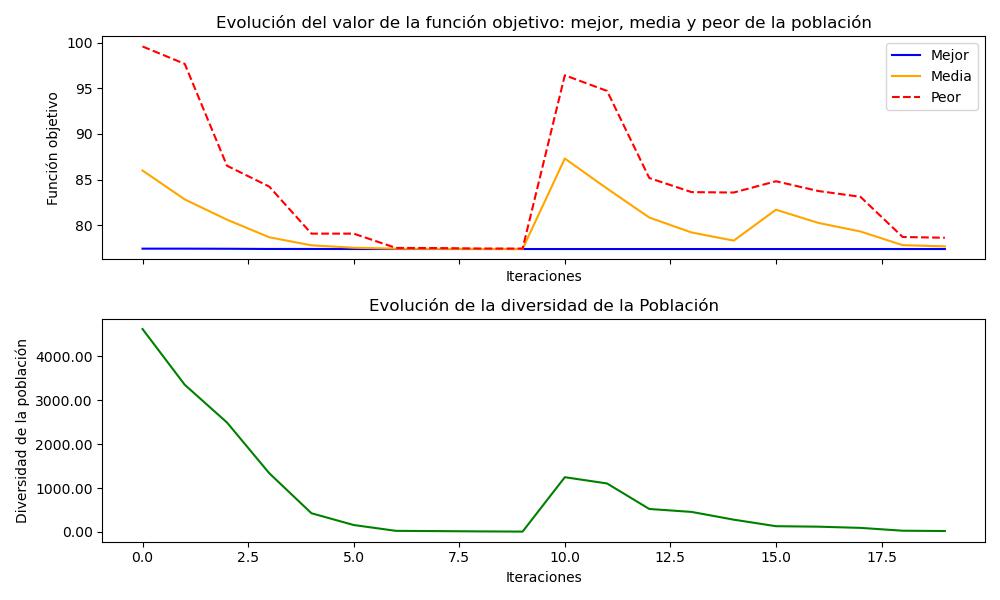 Evolución del valor de la función objetivo: mejor, media y peor de la población
100
95
90
85
80
Función objetivo
Mejor
Media
Peor
Iteraciones
Evolución de la diversidad de la Población
4000.00
3000.00
2000.00
1000.00
0.00
Diversidad de la población
0.0 2.5 5.0 7.5 10.0 12.5 15.0 17.5
Iteraciones